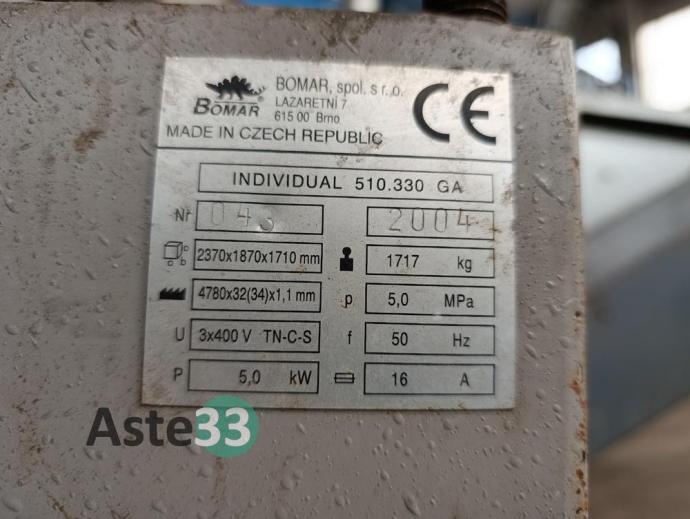 BOMAR, spol. s r.o.
LAZARETNÍ 7
615 00 Brno
BOMAR®
CE
MADE IN CZECH REPUBLIC
INDIVIDUAL 510.330 GA
Nr 043 2004
2370x1870x1710 mm 1717 kg
4780x32(34)x1,1 mm p 5,0 MPa
U 3x400 V TN-C-S f 50 Hz
P 5,0 kW 16 A
Aste33